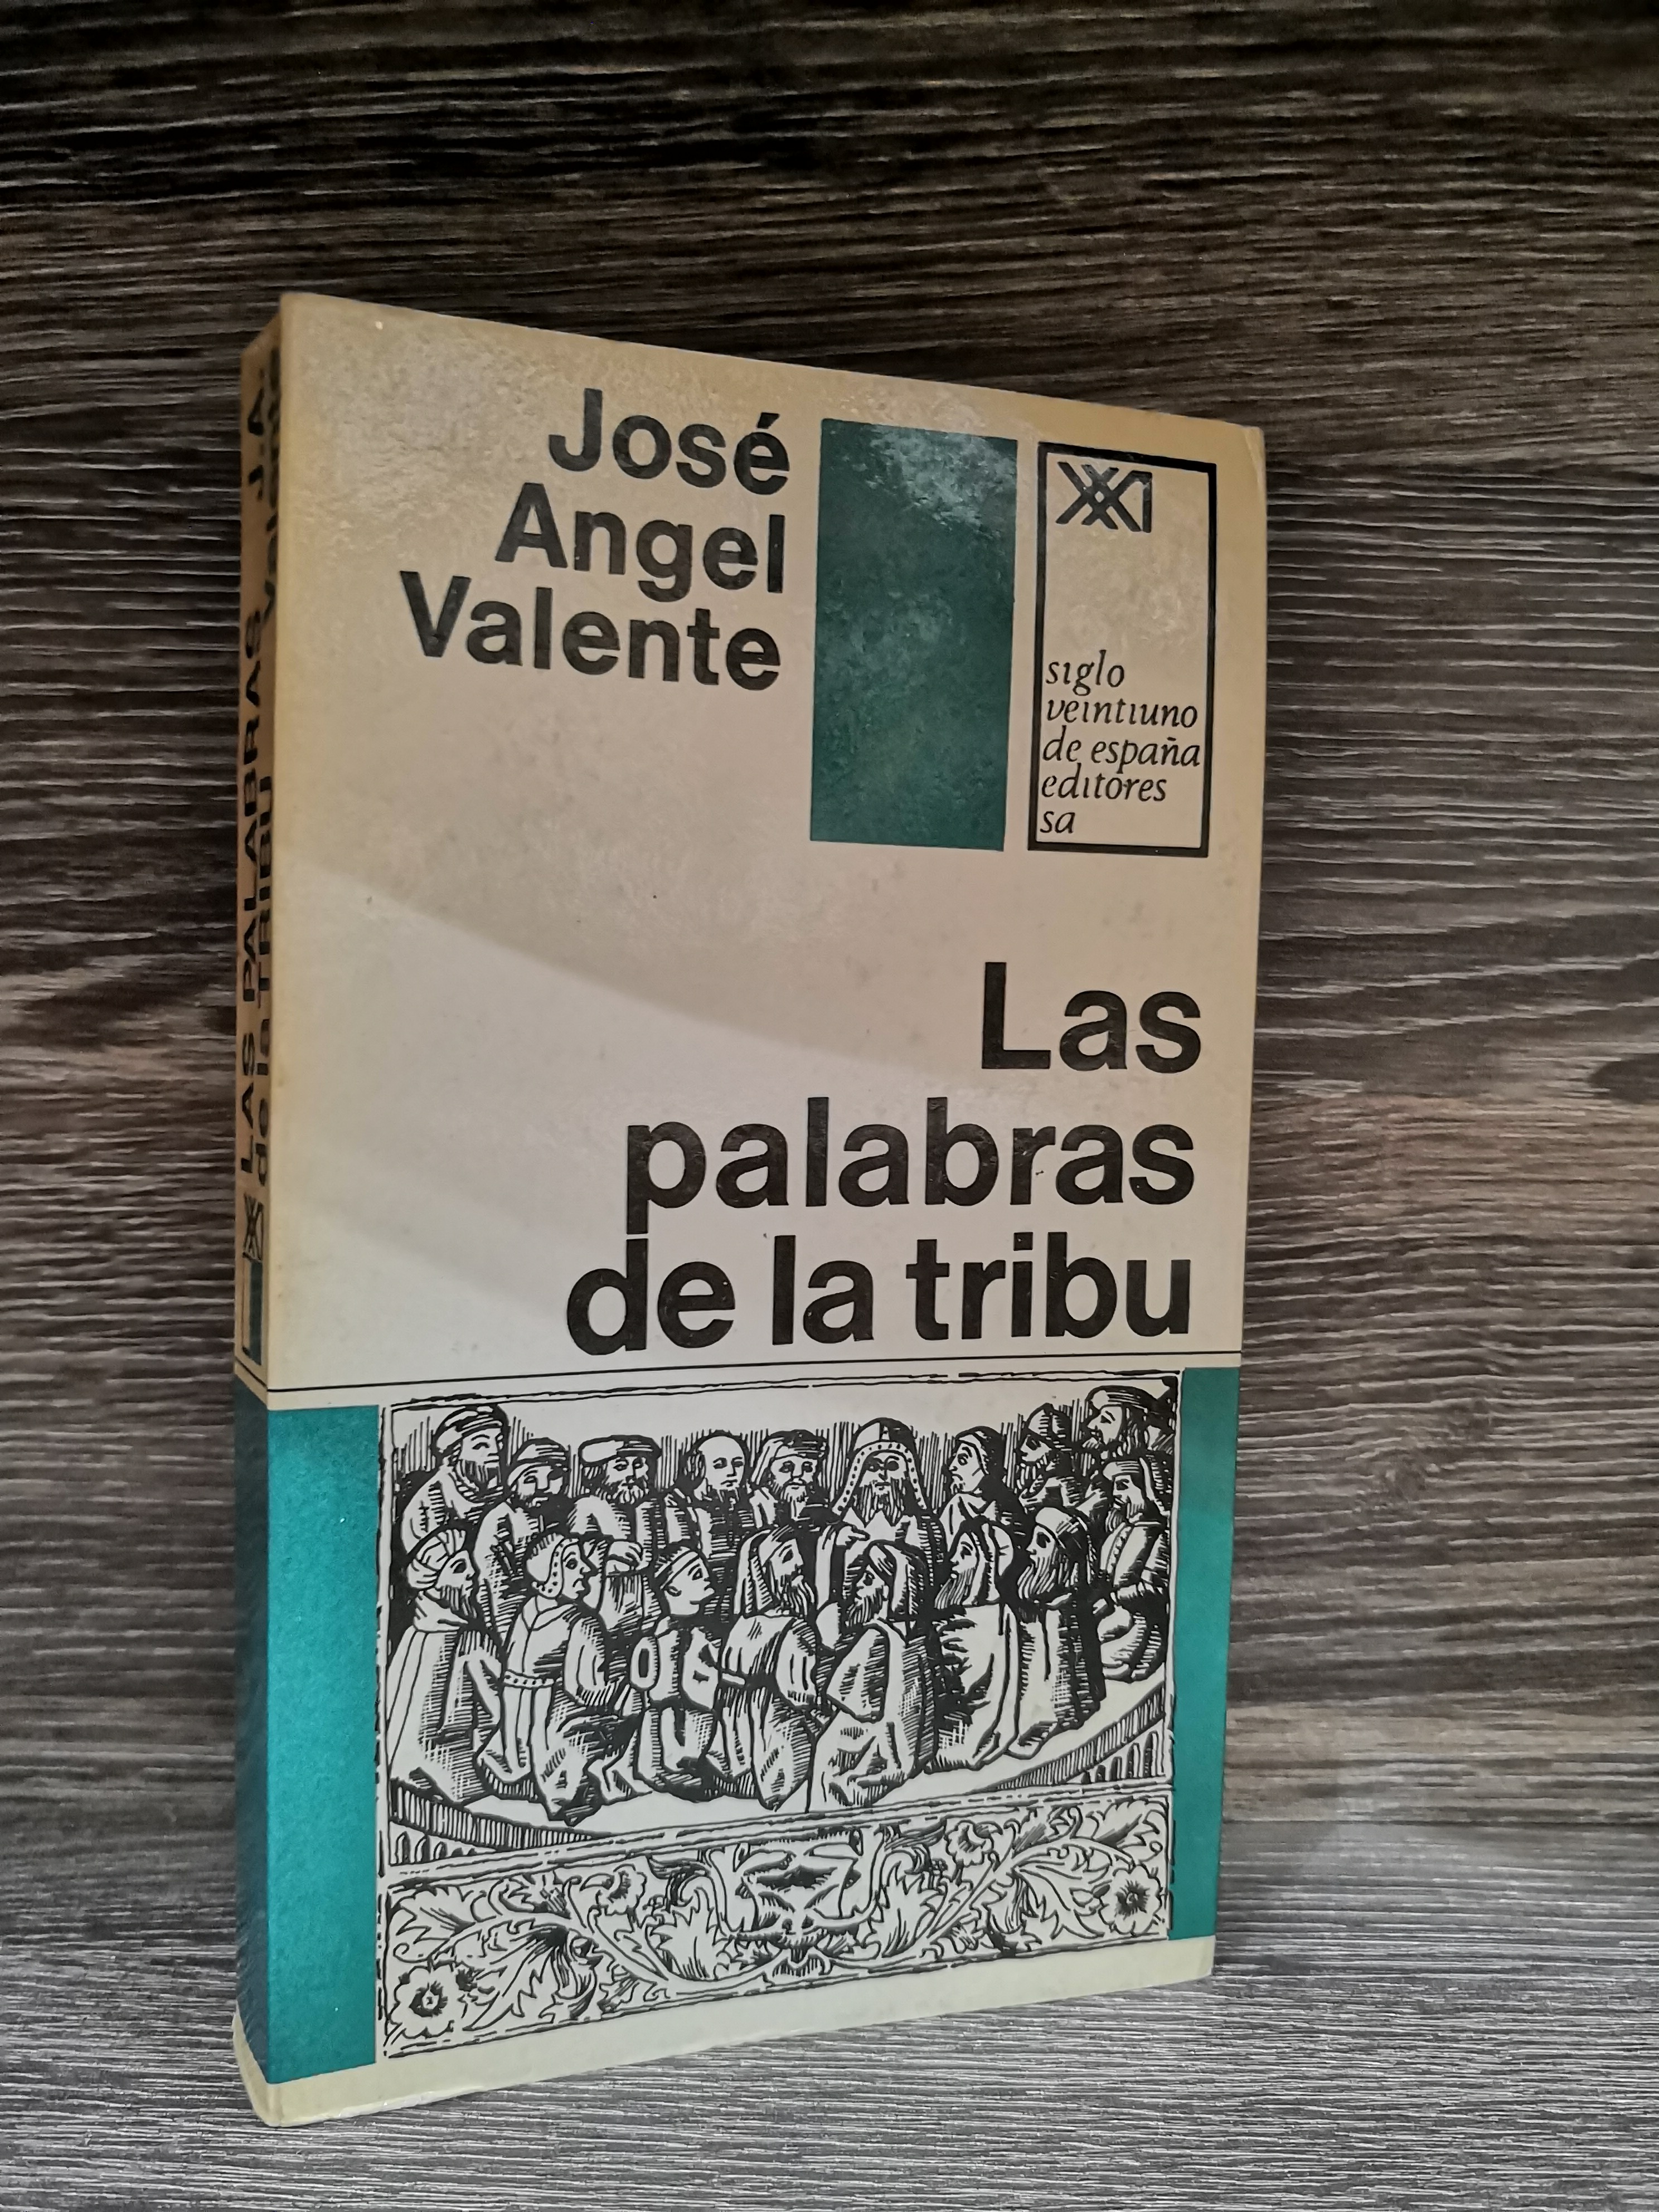 José
Angel
Valente
XXI
siglo
veintiuno
de españa
editores
sa
Las
palabras
de la tribu
LAS PALABRAS J.A.
de la TRIBU Valente